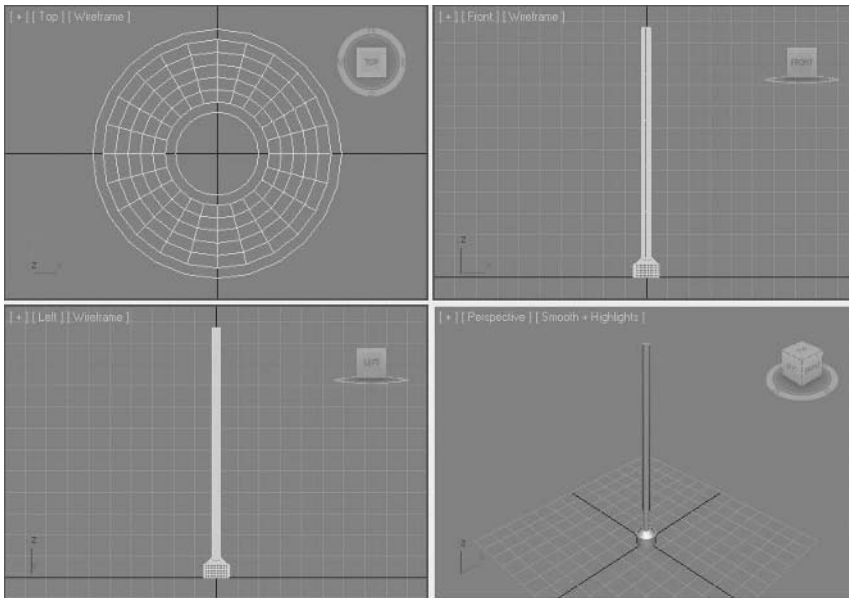 [ + ] [ Top ] [ Wireframe ]
TOP
Z
[ + ] [ Front ] [ Wireframe ]
FRONT
Z
[ + ] [ Left ] [ Wireframe ]
LEFT
Z
[ + ] [ Perspective ] [ Smooth + Highlights ]
Z